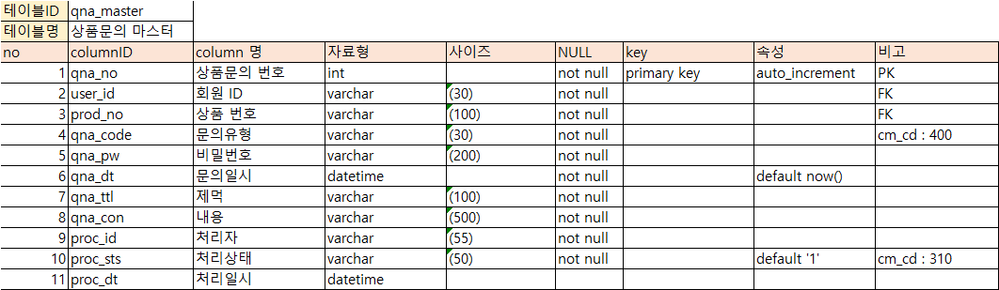 테이블ID qna_master
테이블명 상품문의 마스터
no columnID column 명 자료형 사이즈 NULL key 속성 비고
1 qna_no 상품문의 번호 int not null primary key auto_increment PK
2 user_id 회원 ID varchar (30) not null FK
3 prod_no 상품 번호 varchar (100) not null FK
4 qna_code 문의유형 varchar (30) not null cm_cd : 400
5 qna_pw 비밀번호 varchar (200) not null
6 qna_dt 문의일시 datetime not null default now()
7 qna_ttl 제먹 varchar (100) not null
8 qna_con 내용 varchar (500) not null
9 proc_id 처리자 varchar (55) not null
10 proc_sts 처리상태 varchar (50) not null default '1' cm_cd : 310
11 proc_dt 처리일시 datetime